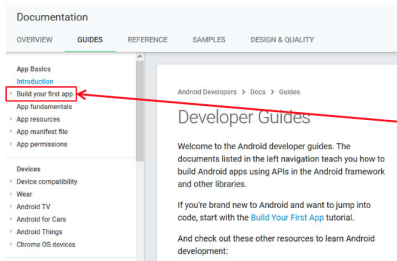 Documentation
OVERVIEW GUIDES REFERENCE SAMPLES DESIGN & QUALITY
App Basics
Introduction
Build your first app
App fundamentals
App resources
App manifest file
App permissions
Devices
Device compatibility
Wear
Android TV
Android for Cars
Android Things
Chrome OS devices
Android Developers > Docs > Guides
Developer Guides
Welcome to the Android developer guides. The
documents listed in the left navigation teach you how to
build Android apps using APIs in the Android framework
and other libraries.
If you're brand new to Android and want to jump into
code, start with the Build Your First App tutorial.
And check out these other resources to learn Android
development: